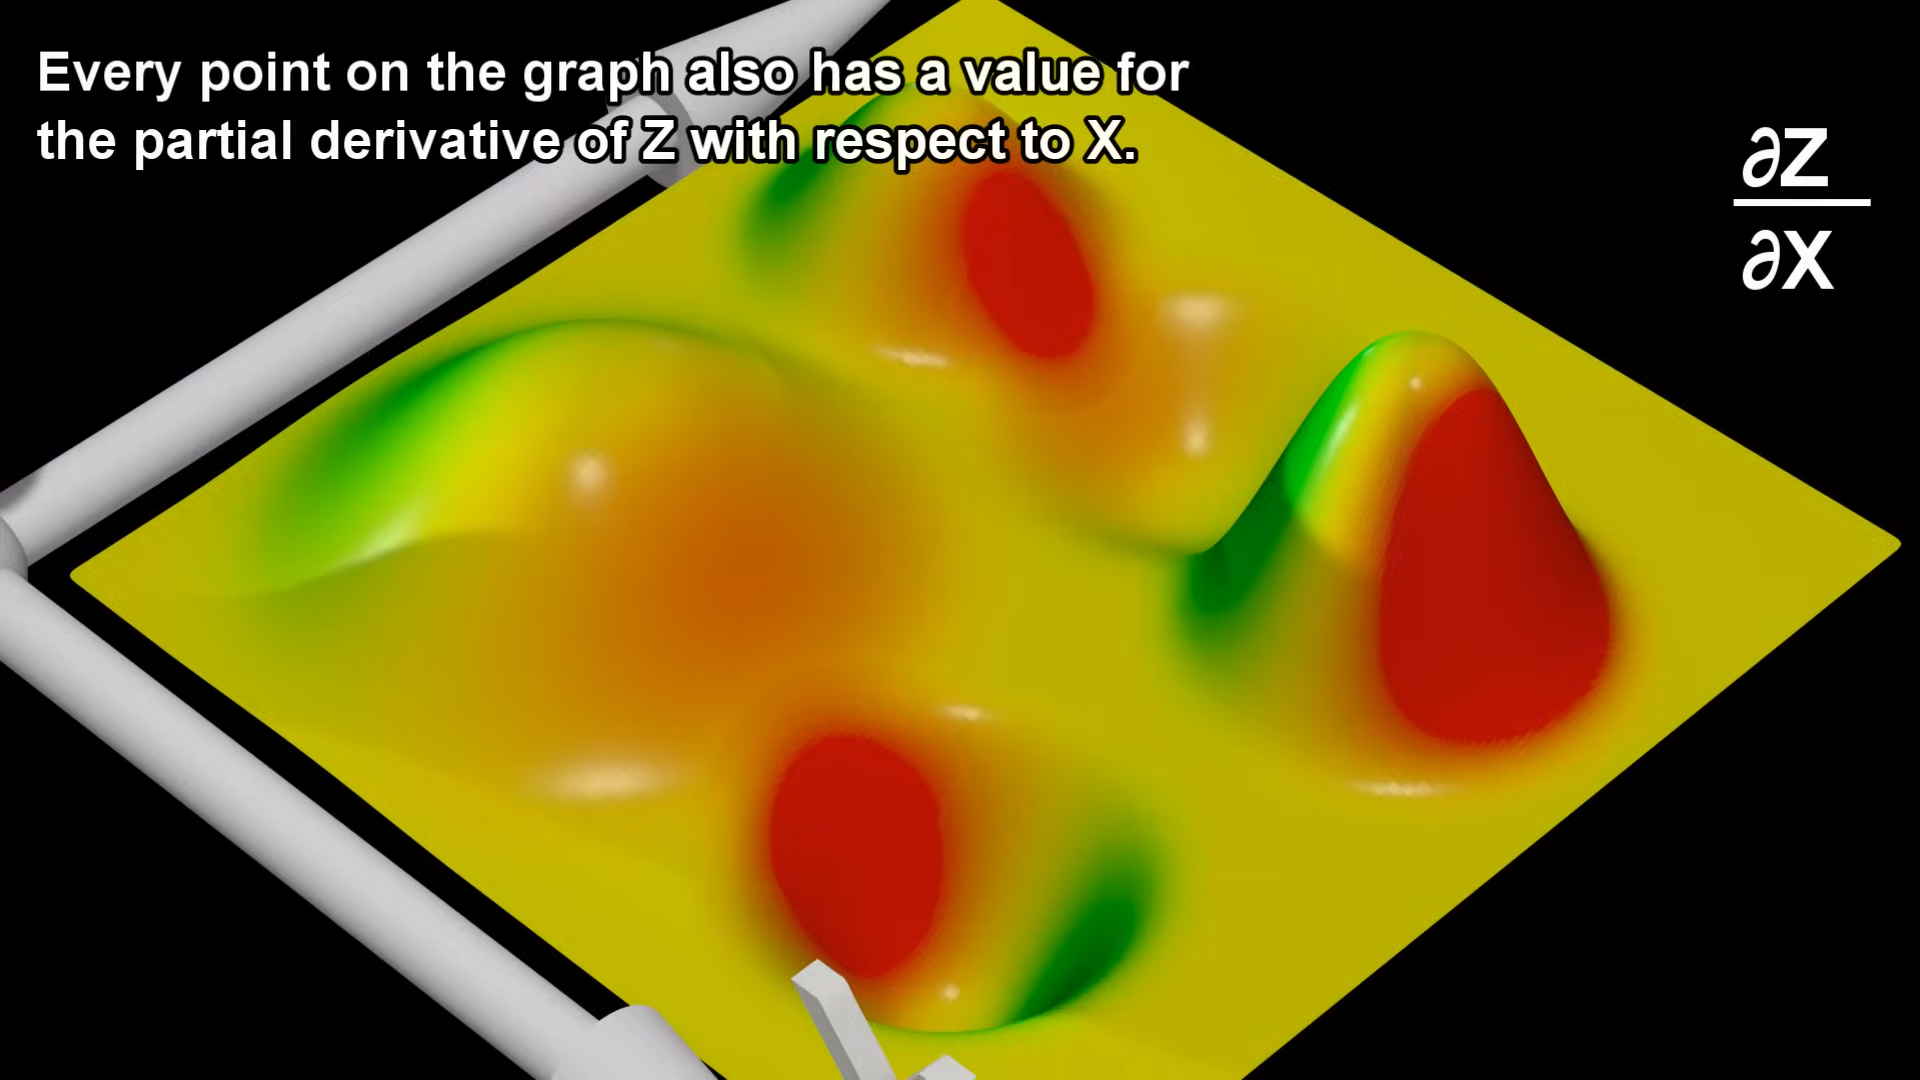 Every point on the graph also has a value for
the partial derivative of Z with respect to X.
∂Z
∂X